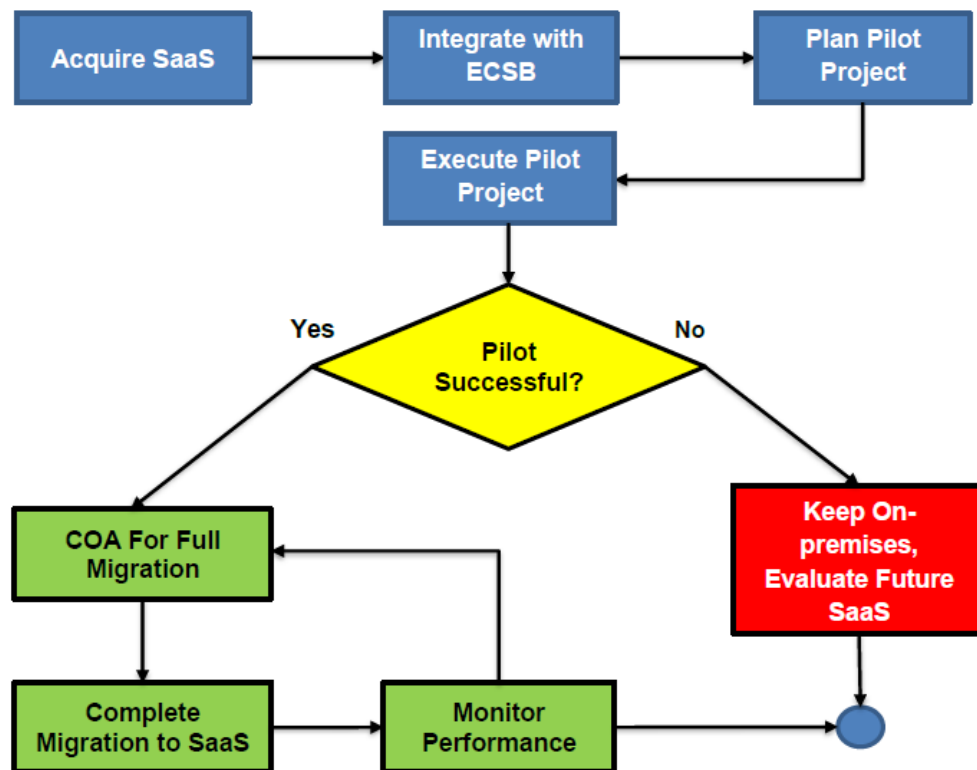 Acquire SaaS
Integrate with
ECSB
Plan Pilot
Project
Execute Pilot
Project
Yes
No
Pilot
Successful?
COA For Full
Migration
Keep On-
premises,
Evaluate Future
SaaS
Complete
Migration to SaaS
Monitor
Performance